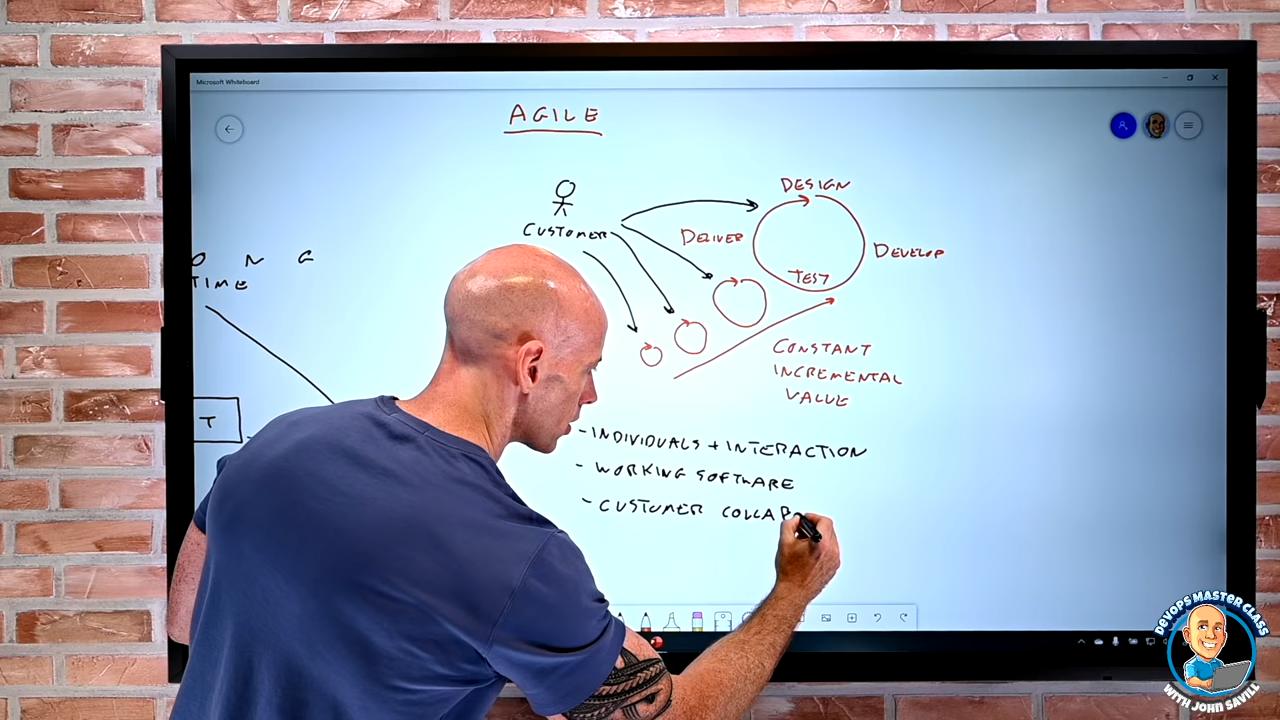 Microsoft Whiteboard
AGILE
CUSTOMER
DESIGN
DELIVER
DEVELOP
TEST
O N G
TIME
T
CONSTANT
INCREMENTAL
VALUE
-INDIVIDUALS + INTERACTION
- WORKING SOFTWARE
- CUSTOMER COLLAB
DEVOPS MASTER CLASS
WITH JOHN SAVILL